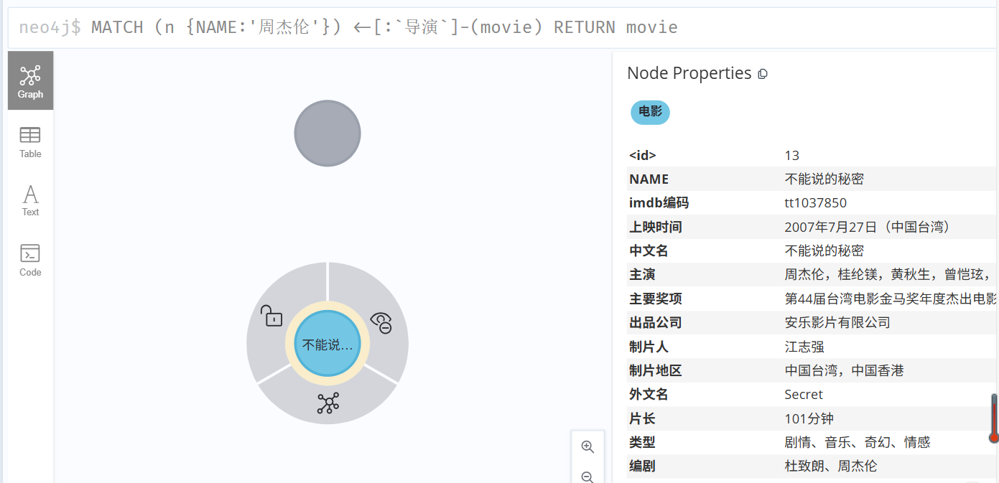 neo4j$ MATCH (n {NAME:'周杰伦'}) <-[:`导演`]-(movie) RETURN movie
Graph
Table
Text
Code
不能说...
Node Properties
电影
<id> 13
NAME 不能说的秘密
imdb编码 tt1037850
上映时间 2007年7月27日（中国台湾）
中文名 不能说的秘密
主演 周杰伦，桂纶镁，黄秋生，曾恺玹，
主要奖项 第44届台湾电影金马奖年度杰出电影
出品公司 安乐影片有限公司
制片人 江志强
制片地区 中国台湾，中国香港
外文名 Secret
片长 101分钟
类型 剧情、音乐、奇幻、情感
编剧 杜致朗、周杰伦